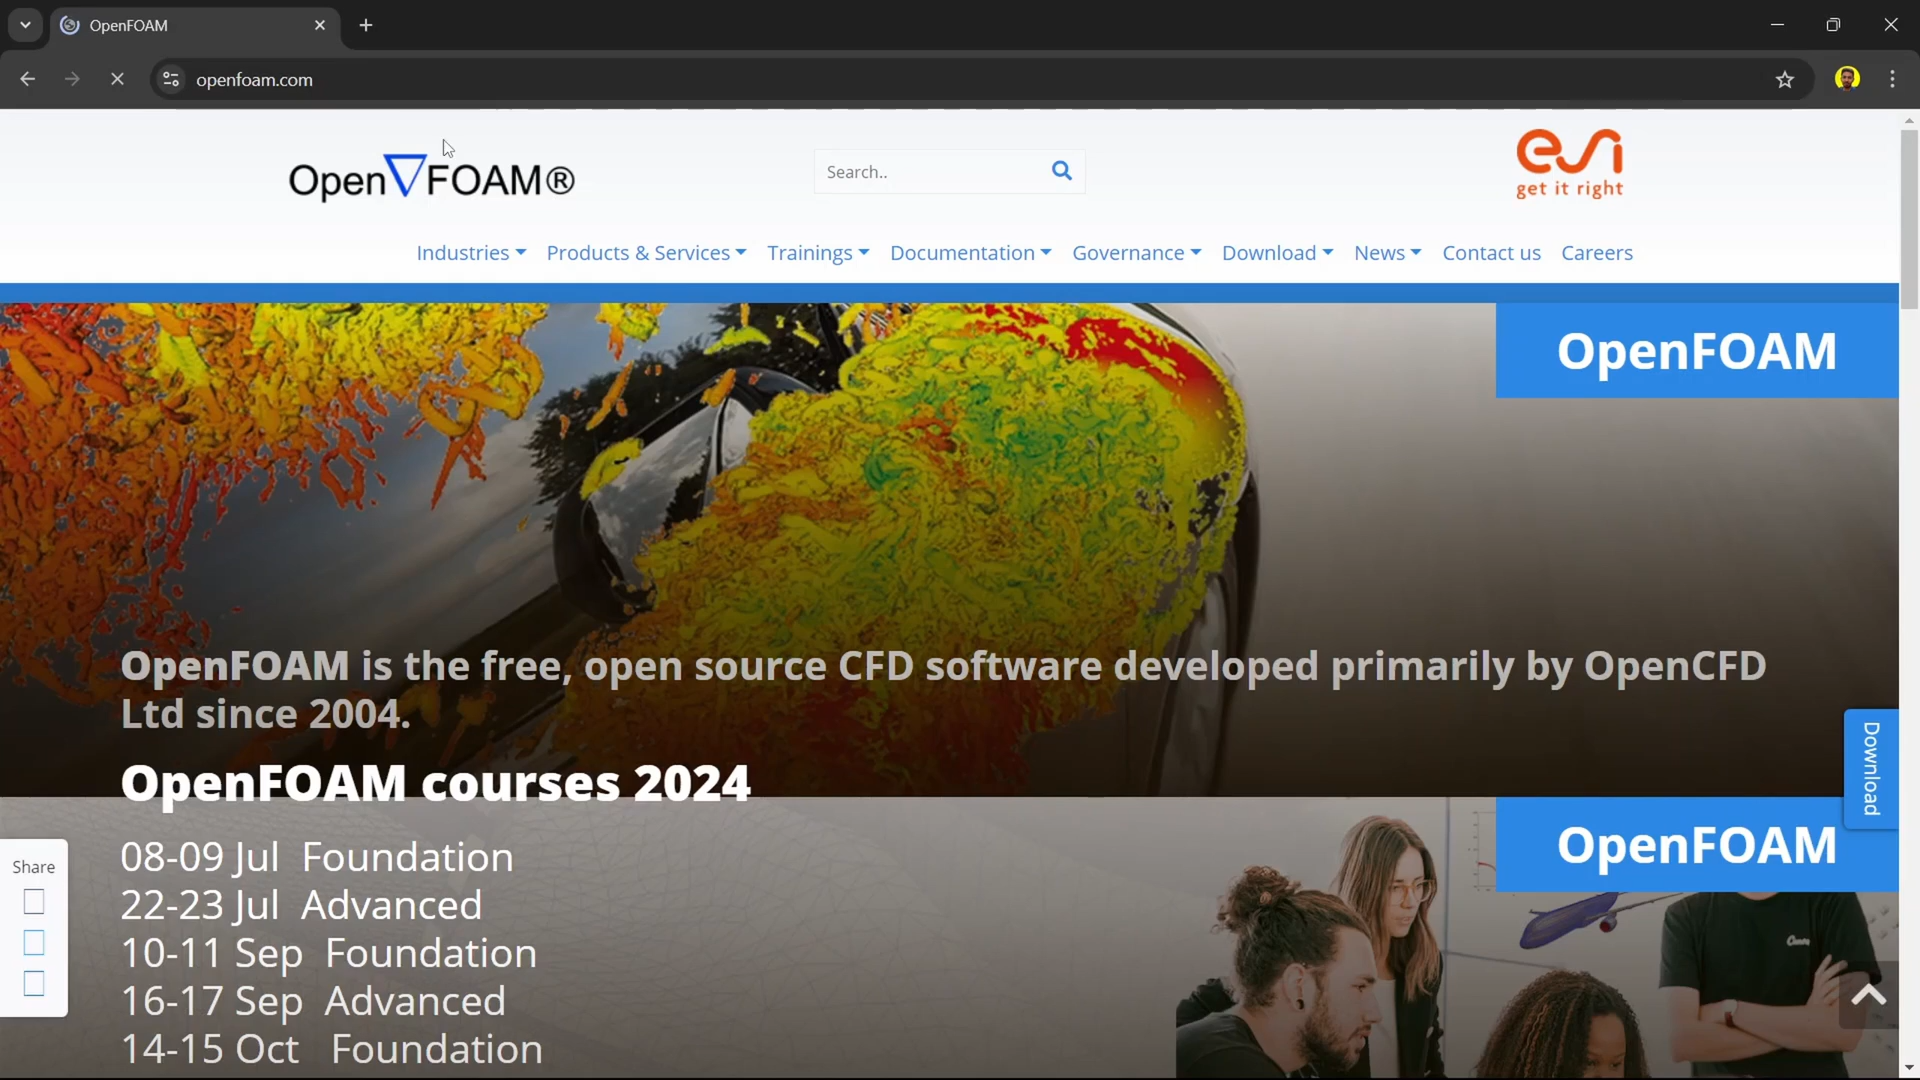 OpenFOAM
openfoam.com
Open∇FOAM®
Search..
esi
get it right
Industries
Products & Services
Trainings
Documentation
Governance
Download
News
Contact us
Careers
OpenFOAM
OpenFOAM is the free, open source CFD software developed primarily by OpenCFD
Ltd since 2004.
OpenFOAM courses 2024
Download
OpenFOAM
Share
08-09 Jul Foundation
22-23 Jul Advanced
10-11 Sep Foundation
16-17 Sep Advanced
14-15 Oct Foundation